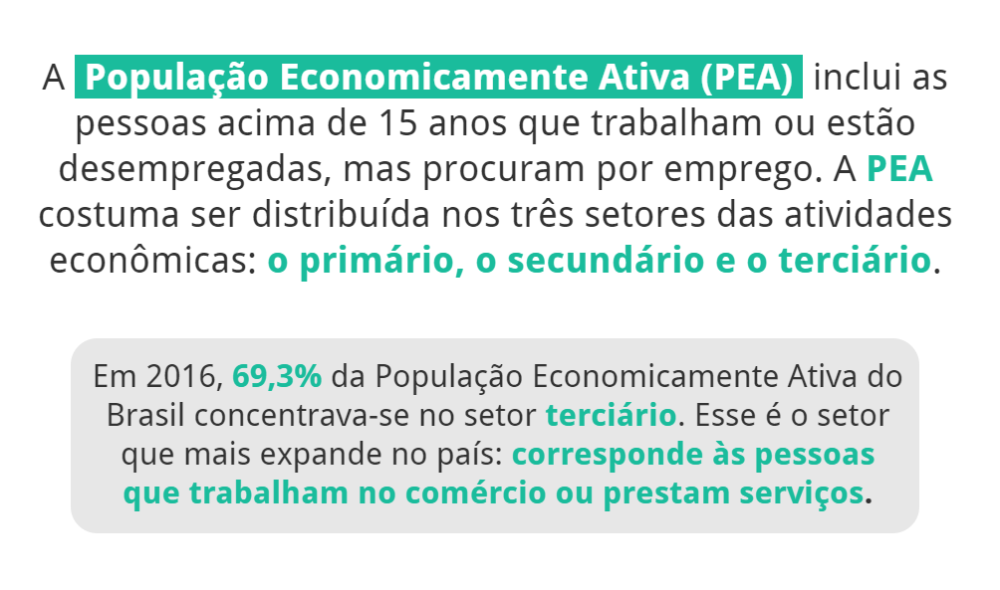 A População Economicamente Ativa (PEA) inclui as
pessoas acima de 15 anos que trabalham ou estão
desempregadas, mas procuram por emprego. A PEA
costuma ser distribuída nos três setores das atividades
econômicas: o primário, o secundário e o terciário.
Em 2016, 69,3% da População Economicamente Ativa do
Brasil concentrava-se no setor terciário. Esse é o setor
que mais expande no país: corresponde às pessoas
que trabalham no comércio ou prestam serviços.